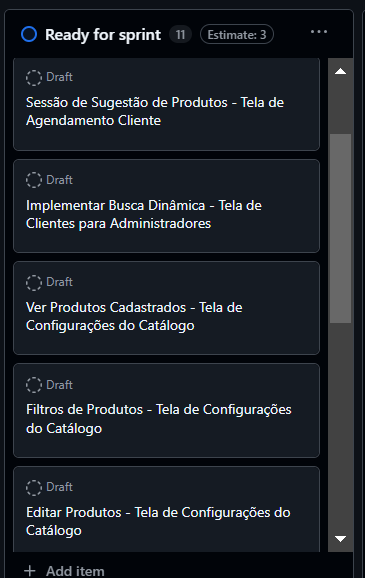 Ready for sprint 11 Estimate: 3 ...
Draft
Sessão de Sugestão de Produtos - Tela de
Agendamento Cliente
Draft
Implementar Busca Dinâmica - Tela de
Clientes para Administradores
Draft
Ver Produtos Cadastrados - Tela de
Configurações do Catálogo
Draft
Filtros de Produtos - Tela de Configurações
do Catálogo
Draft
Editar Produtos - Tela de Configurações do
Catálogo
+ Add item